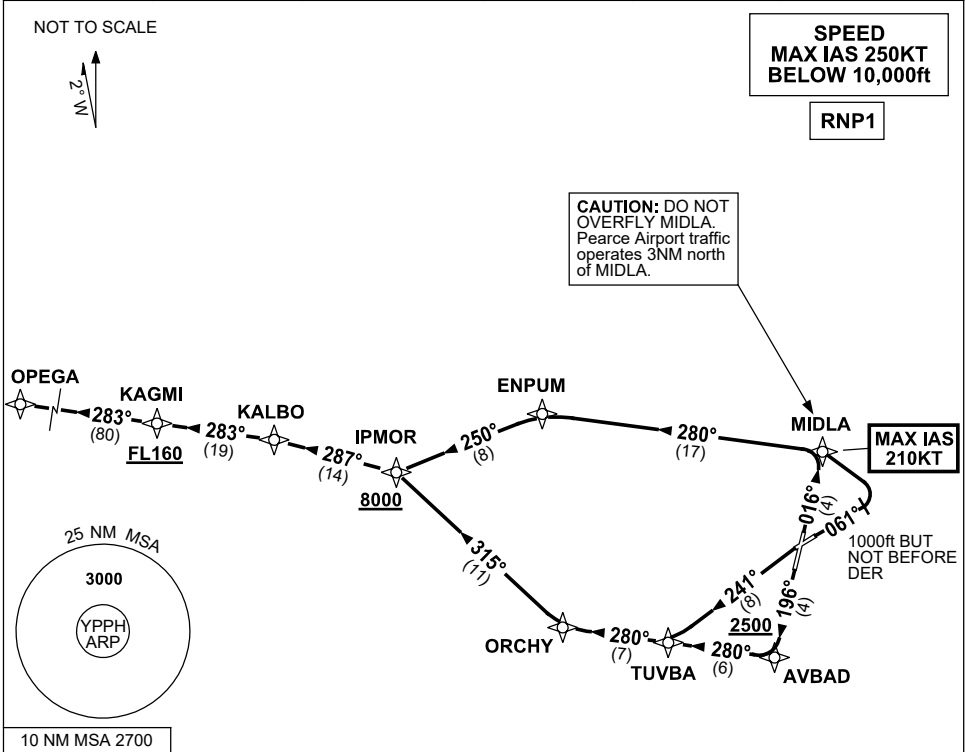 NOT TO SCALE
2° W
SPEED
MAX IAS 250KT
BELOW 10,000ft
RNP1
CAUTION: DO NOT
OVERFLY MIDLA.
Pearce Airport traffic
operates 3NM north
of MIDLA.
OPEGA
283°
(80)
KAGMI
FL160
283°
(19)
KALBO
287°
(14)
IPMOR
8000
250°
(8)
ENPUM
280°
(17)
MIDLA
MAX IAS
210KT
016°
(4)
061°
1000ft BUT
NOT BEFORE
DER
315°
(11)
241°
(8)
196°
(4)
2500
ORCHY
280°
(7)
TUVBA
280°
(6)
AVBAD
25 NM MSA
3000
YPPH
ARP
10 NM MSA 2700